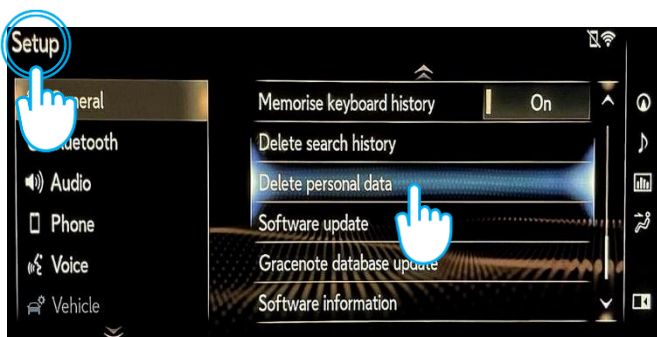 Setup
General
Memorise keyboard history On
Bluetooth
Delete search history
Audio
Delete personal data
Phone
Software update
Voice
Gracenote database update
Vehicle
Software information